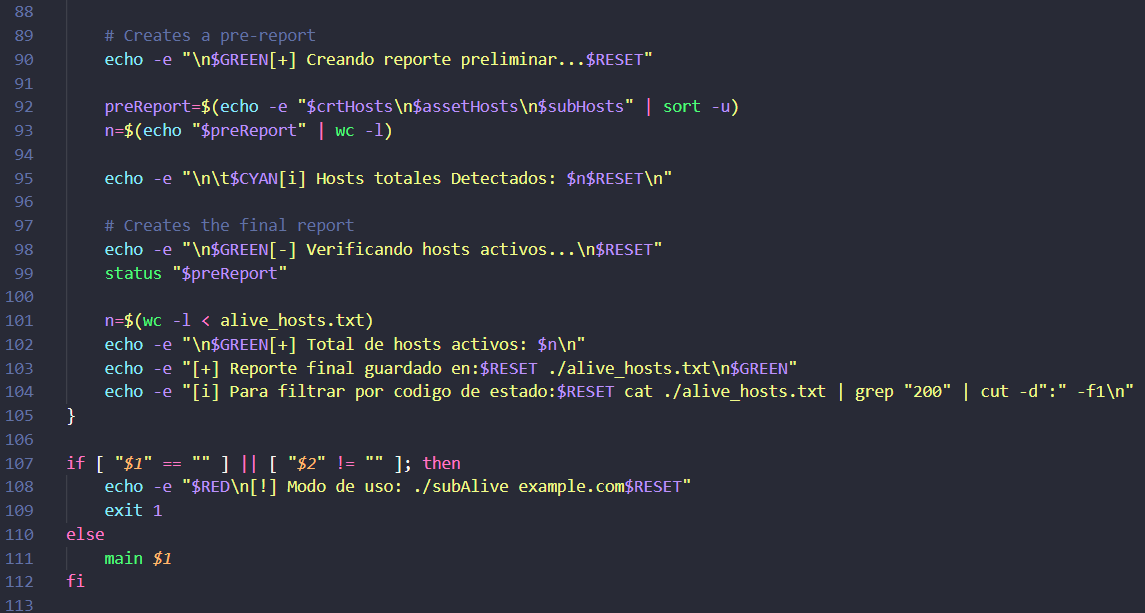 88
89 # Creates a pre-report
90 echo -e "\n$GREEN[+] Creando reporte preliminar...$RESET"
91
92 preReport=$(echo -e "$crtHosts\n$assetHosts\n$subHosts" | sort -u)
93 n=$(echo "$preReport" | wc -l)
94
95 echo -e "\n\t$CYAN[i] Hosts totales Detectados: $n$RESET\n"
96
97 # Creates the final report
98 echo -e "\n$GREEN[-] Verificando hosts activos...\n$RESET"
99 status "$preReport"
100
101 n=$(wc -l < alive_hosts.txt)
102 echo -e "\n$GREEN[+] Total de hosts activos: $n\n"
103 echo -e "[+] Reporte final guardado en:$RESET ./alive_hosts.txt\n$GREEN"
104 echo -e "[i] Para filtrar por codigo de estado:$RESET cat ./alive_hosts.txt | grep "200" | cut -d":" -f1\n"
105 }
106
107 if [ "$1" == "" ] || [ "$2" != "" ]; then
108 echo -e "$RED\n[!] Modo de uso: ./subAlive example.com$RESET"
109 exit 1
110 else
111 main $1
112 fi
113